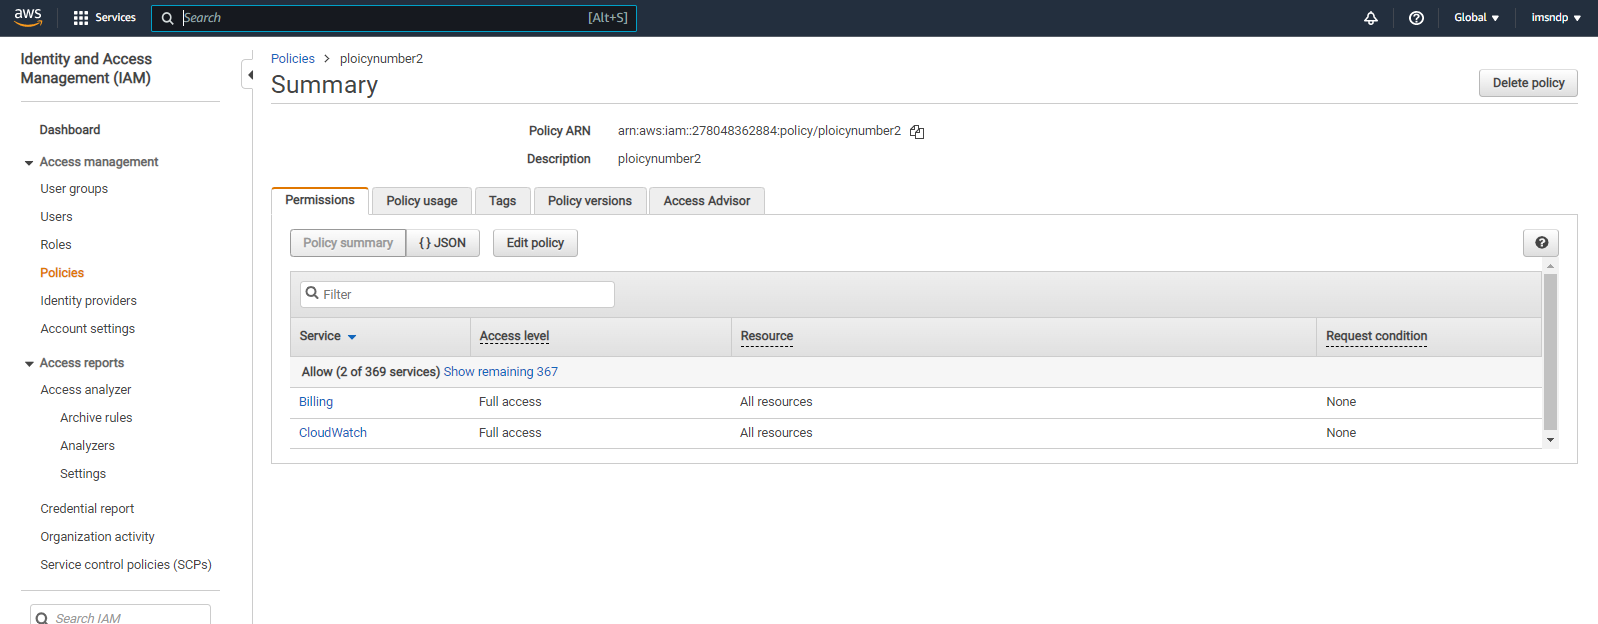 aws
Services
Search
[Alt+S]
Global
imsndp
Identity and Access
Management (IAM)
Dashboard
Access management
User groups
Users
Roles
Policies
Identity providers
Account settings
Access reports
Access analyzer
Archive rules
Analyzers
Settings
Credential report
Organization activity
Service control policies (SCPs)
Search IAM
Policies > ploicynumber2
Summary
Delete policy
Policy ARN arn:aws:iam::278048362884:policy/ploicynumber2
Description ploicynumber2
Permissions Policy usage Tags Policy versions Access Advisor
Policy summary { } JSON Edit policy
Filter
Service Access level Resource Request condition
Allow (2 of 369 services) Show remaining 367
Billing Full access All resources None
CloudWatch Full access All resources None